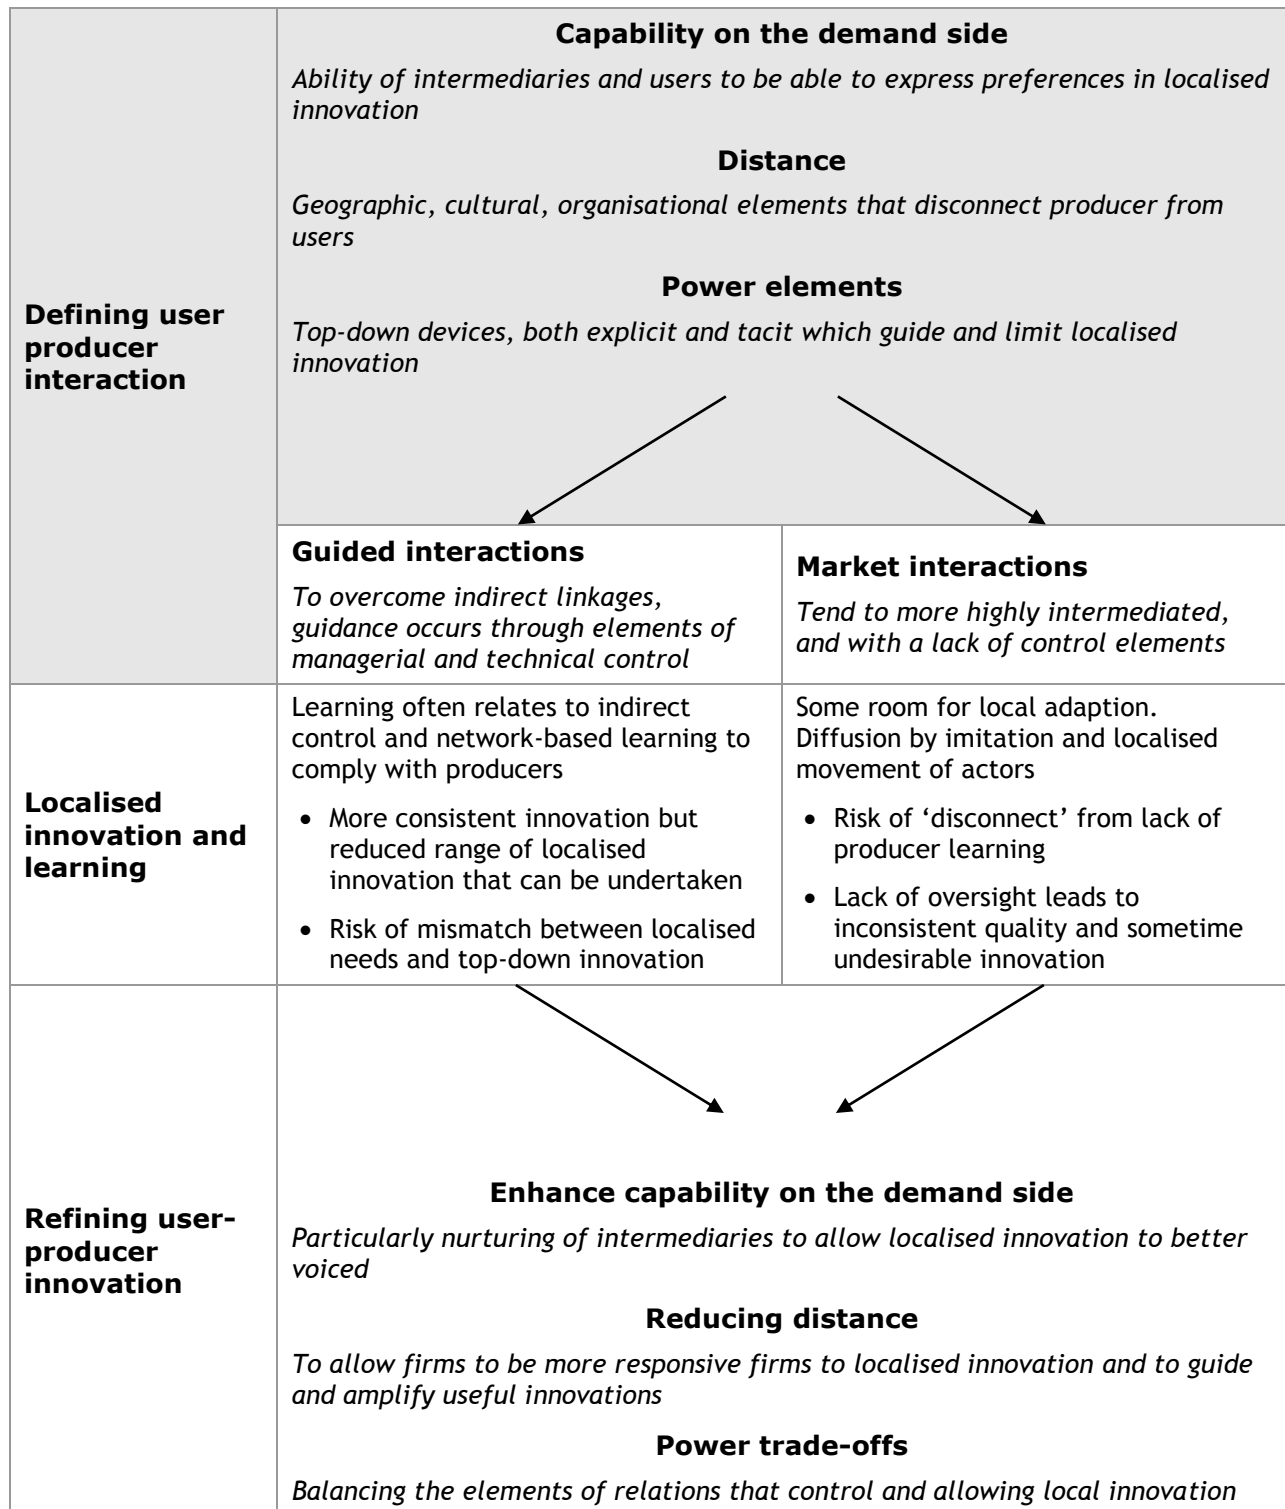 Capability on the demand side
Ability of intermediaries and users to be able to express preferences in localised
innovation
Distance
Geographic, cultural, organisational elements that disconnect producer from
users
Power elements
Top-down devices, both explicit and tacit which guide and limit localised
innovation
Defining user
producer
interaction
Guided interactions
To overcome indirect linkages,
guidance occurs through elements of
managerial and technical control
Market interactions
Tend to more highly intermediated,
and with a lack of control elements
Localised
innovation and
learning
Learning often relates to indirect
control and network-based learning to
comply with producers
• More consistent innovation but
reduced range of localised
innovation that can be undertaken
• Risk of mismatch between localised
needs and top-down innovation
Some room for local adaption.
Diffusion by imitation and localised
movement of actors
• Risk of ‘disconnect’ from lack of
producer learning
• Lack of oversight leads to
inconsistent quality and sometime
undesirable innovation
Refining user-
producer
innovation
Enhance capability on the demand side
Particularly nurturing of intermediaries to allow localised innovation to better
voiced
Reducing distance
To allow firms to be more responsive firms to localised innovation and to guide
and amplify useful innovations
Power trade-offs
Balancing the elements of relations that control and allowing local innovation